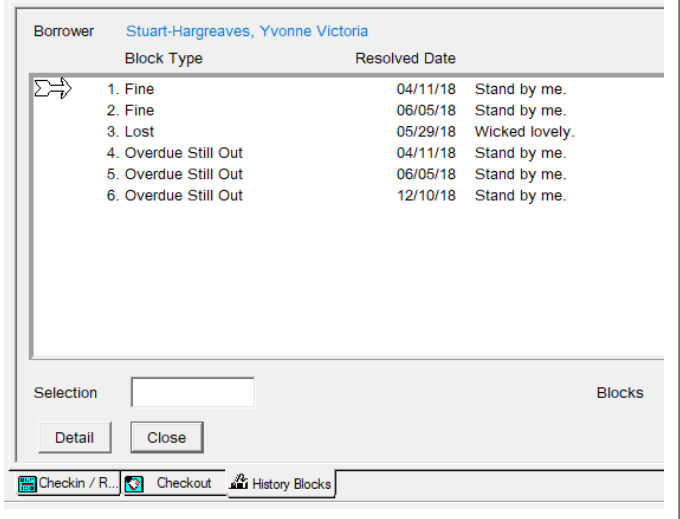 Borrower Stuart-Hargreaves, Yvonne Victoria
Block Type Resolved Date
1. Fine 04/11/18 Stand by me.
2. Fine 06/05/18 Stand by me.
3. Lost 05/29/18 Wicked lovely.
4. Overdue Still Out 04/11/18 Stand by me.
5. Overdue Still Out 06/05/18 Stand by me.
6. Overdue Still Out 12/10/18 Stand by me.
Selection Blocks
Detail Close
Checkin / R... Checkout History Blocks